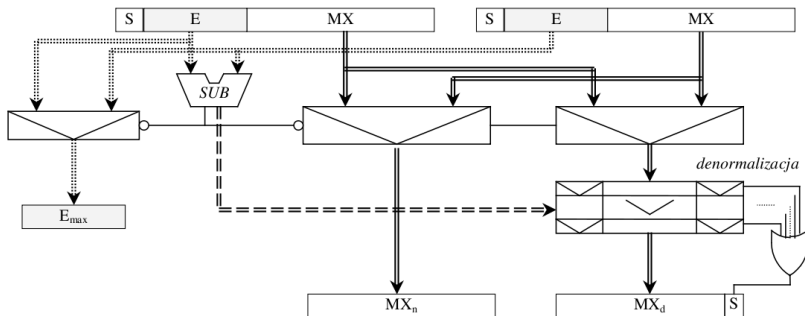 S E MX S E MX
SUB
denormalizacja
Emax
MXn MXd S